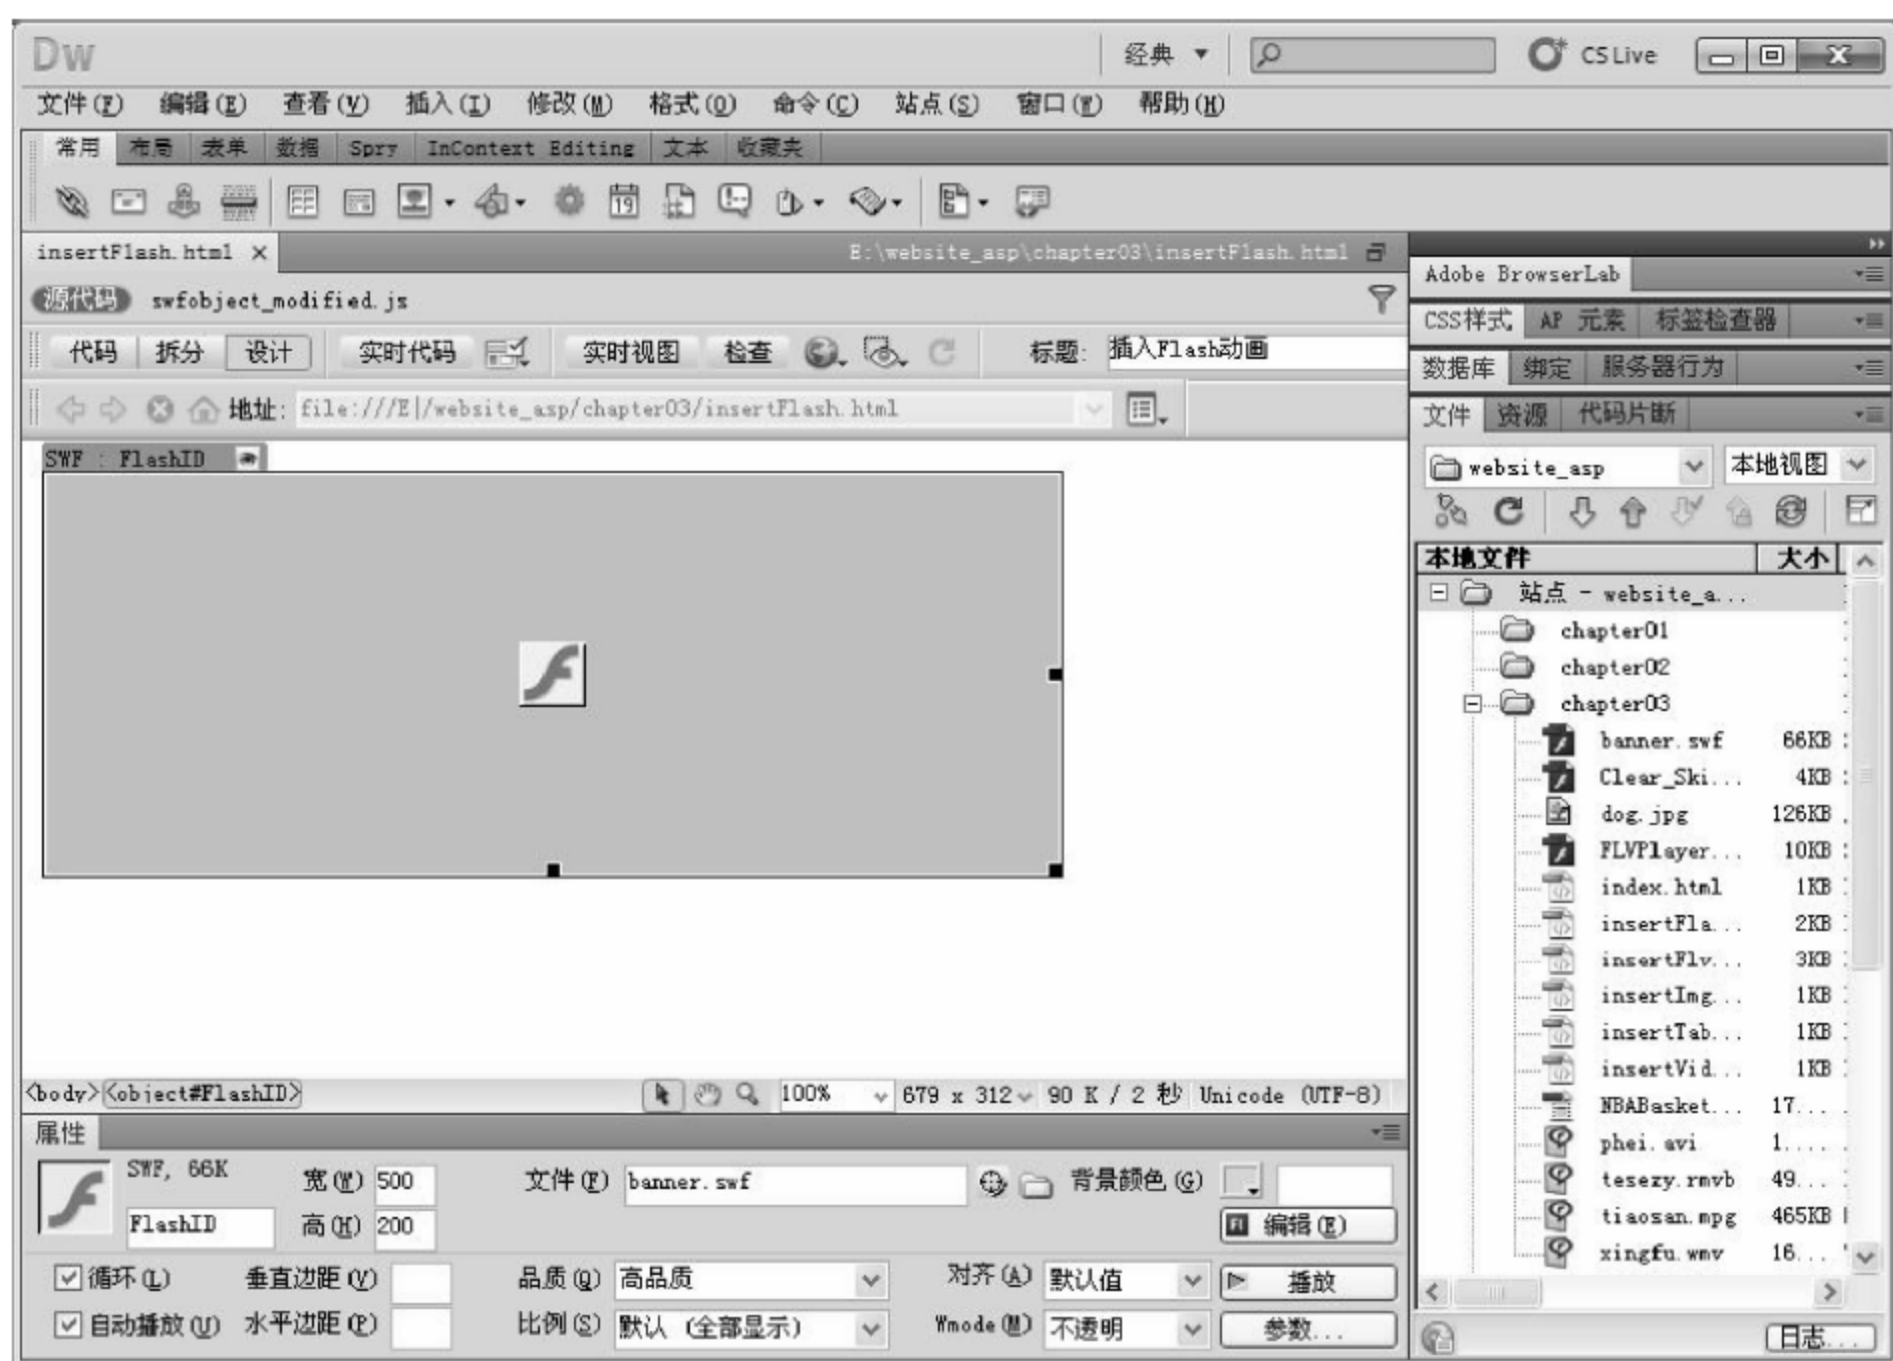 Dw 经典 CS Live
文件(F) 编辑(E) 查看(V) 插入(I) 修改(M) 格式(O) 命令(C) 站点(S) 窗口(W) 帮助(H)
常用 布局 表单 数据 Spry InContext Editing 文本 收藏夹
19
insertFlash.html × E:\website_asp\chapter03\insertFlash.html
源代码 swfobject_modified.js
代码 拆分 设计 实时代码 实时视图 检查 标题: 插入Flash动画
地址: file:///E|/website_asp/chapter03/insertFlash.html
SWF : FlashID
<body><object#FlashID> 100% 679 x 312 90 K / 2 秒 Unicode (UTF-8)
属性
SWF, 66K 宽(W) 500 文件(F) banner.swf 背景颜色(G)
FlashID 高(H) 200 编辑(E)
循环(L) 垂直边距(V) 品质(Q) 高品质 对齐(A) 默认值 播放
自动播放(U) 水平边距(P) 比例(S) 默认 (全部显示) Wmode(M) 不透明 参数...
Adobe BrowserLab
CSS样式 AP 元素 标签检查器
数据库 绑定 服务器行为
文件 资源 代码片断
website_asp 本地视图
本地文件 大小
站点 - website_a...
chapter01
chapter02
chapter03
banner.swf 66KB
Clear_Ski... 4KB
dog.jpg 126KB
FLVPlayer... 10KB
index.html 1KB
insertFla... 2KB
insertFlv... 3KB
insertImg... 1KB
insertTab... 1KB
insertVid... 1KB
NBABasket... 17...
phei.avi 1...
tesezy.rmvb 49...
tiaosan.mpg 465KB
xingfu.wmv 16...
日志...